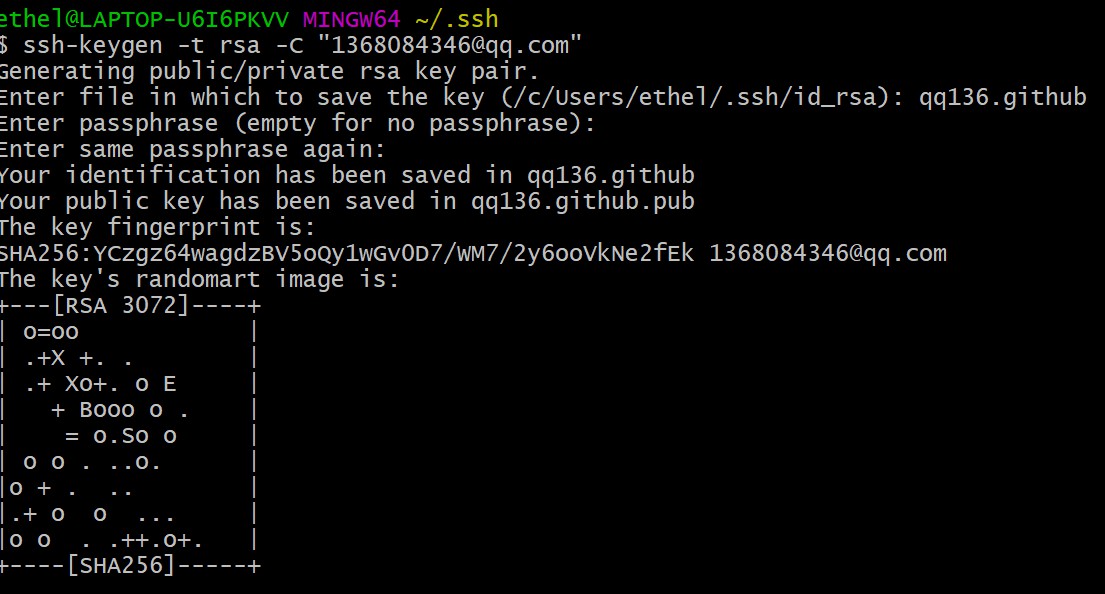 ethel@LAPTOP-U6I6PKVV MINGW64 ~/.ssh
$ ssh-keygen -t rsa -C "1368084346@qq.com"
Generating public/private rsa key pair.
Enter file in which to save the key (/c/Users/ethel/.ssh/id_rsa): qq136.github
Enter passphrase (empty for no passphrase):
Enter same passphrase again:
Your identification has been saved in qq136.github
Your public key has been saved in qq136.github.pub
The key fingerprint is:
SHA256:YCzgz64wagdzBV5oQy1wGvOD7/WM7/2y6ooVkNe2fEk 1368084346@qq.com
The key's randomart image is:
+---[RSA 3072]----+
| o=oo            |
| .+X +. .        |
| .+ Xo+. o E     |
|   + Booo o .    |
|    = o.So o     |
| o o . ..o.      |
|o + .  ..        |
|.+ o  o  ...     |
|o o  . .++.o+.   |
+----[SHA256]-----+